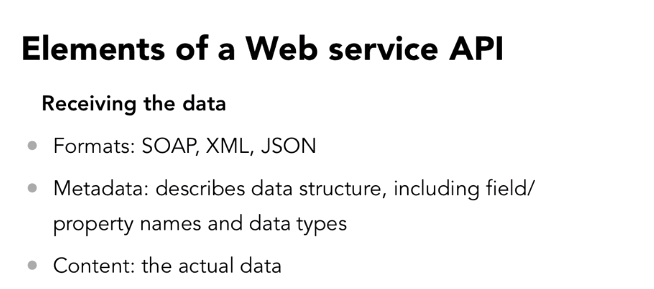 Elements of a Web service API
Receiving the data
• Formats: SOAP, XML, JSON
• Metadata: describes data structure, including field/
property names and data types
• Content: the actual data